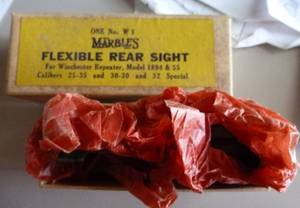 ONE No. W 1
MARBLE'S
FLEXIBLE REAR SIGHT
For Winchester Repeater, Model 1894 & 55
Calibers 25-35 and 30-30 and 32 Special